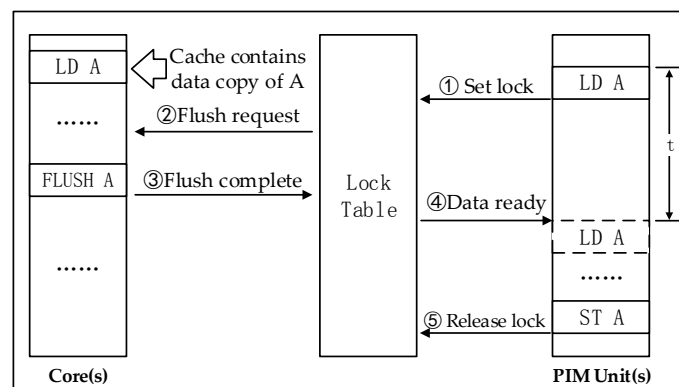 LD A
Cache contains
data copy of A
① Set lock
LD A
......
②Flush request
t
FLUSH A
③Flush complete
Lock
Table
④Data ready
LD A
......
......
⑤ Release lock
ST A
Core(s)
PIM Unit(s)